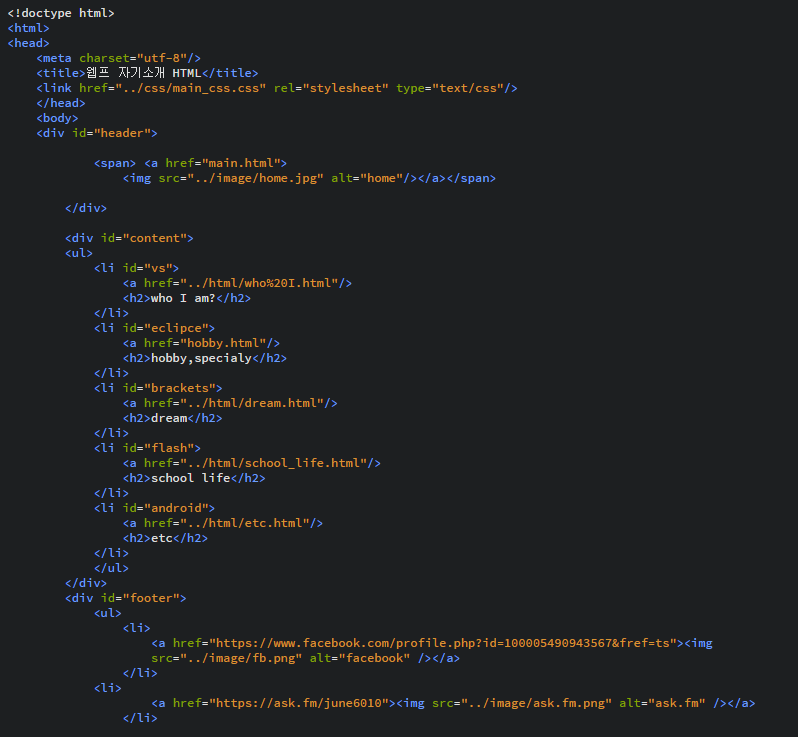 <!doctype html>
<html>
<head>
<meta charset="utf-8"/>
<title>웹프 자기소개 HTML</title>
<link href="../css/main_css.css" rel="stylesheet" type="text/css"/>
</head>
<body>
<div id="header">
<span> <a href="main.html">
<img src="../image/home.jpg" alt="home"/></a></span>
</div>
<div id="content">
<ul>
<li id="vs">
<a href="../html/who%20I.html"/>
<h2>who I am?</h2>
</li>
<li id="eclipce">
<a href="hobby.html"/>
<h2>hobby,specialy</h2>
</li>
<li id="brackets">
<a href="../html/dream.html"/>
<h2>dream</h2>
</li>
<li id="flash">
<a href="../html/school_life.html"/>
<h2>school life</h2>
</li>
<li id="android">
<a href="../html/etc.html"/>
<h2>etc</h2>
</li>
</ul>
</div>
<div id="footer">
<ul>
<li>
<a href="https://www.facebook.com/profile.php?id=100005490943567&fref=ts"><img
src="../image/fb.png" alt="facebook" /></a>
</li>
<li>
<a href="https://ask.fm/june6010"><img src="../image/ask.fm.png" alt="ask.fm" /></a>
</li>